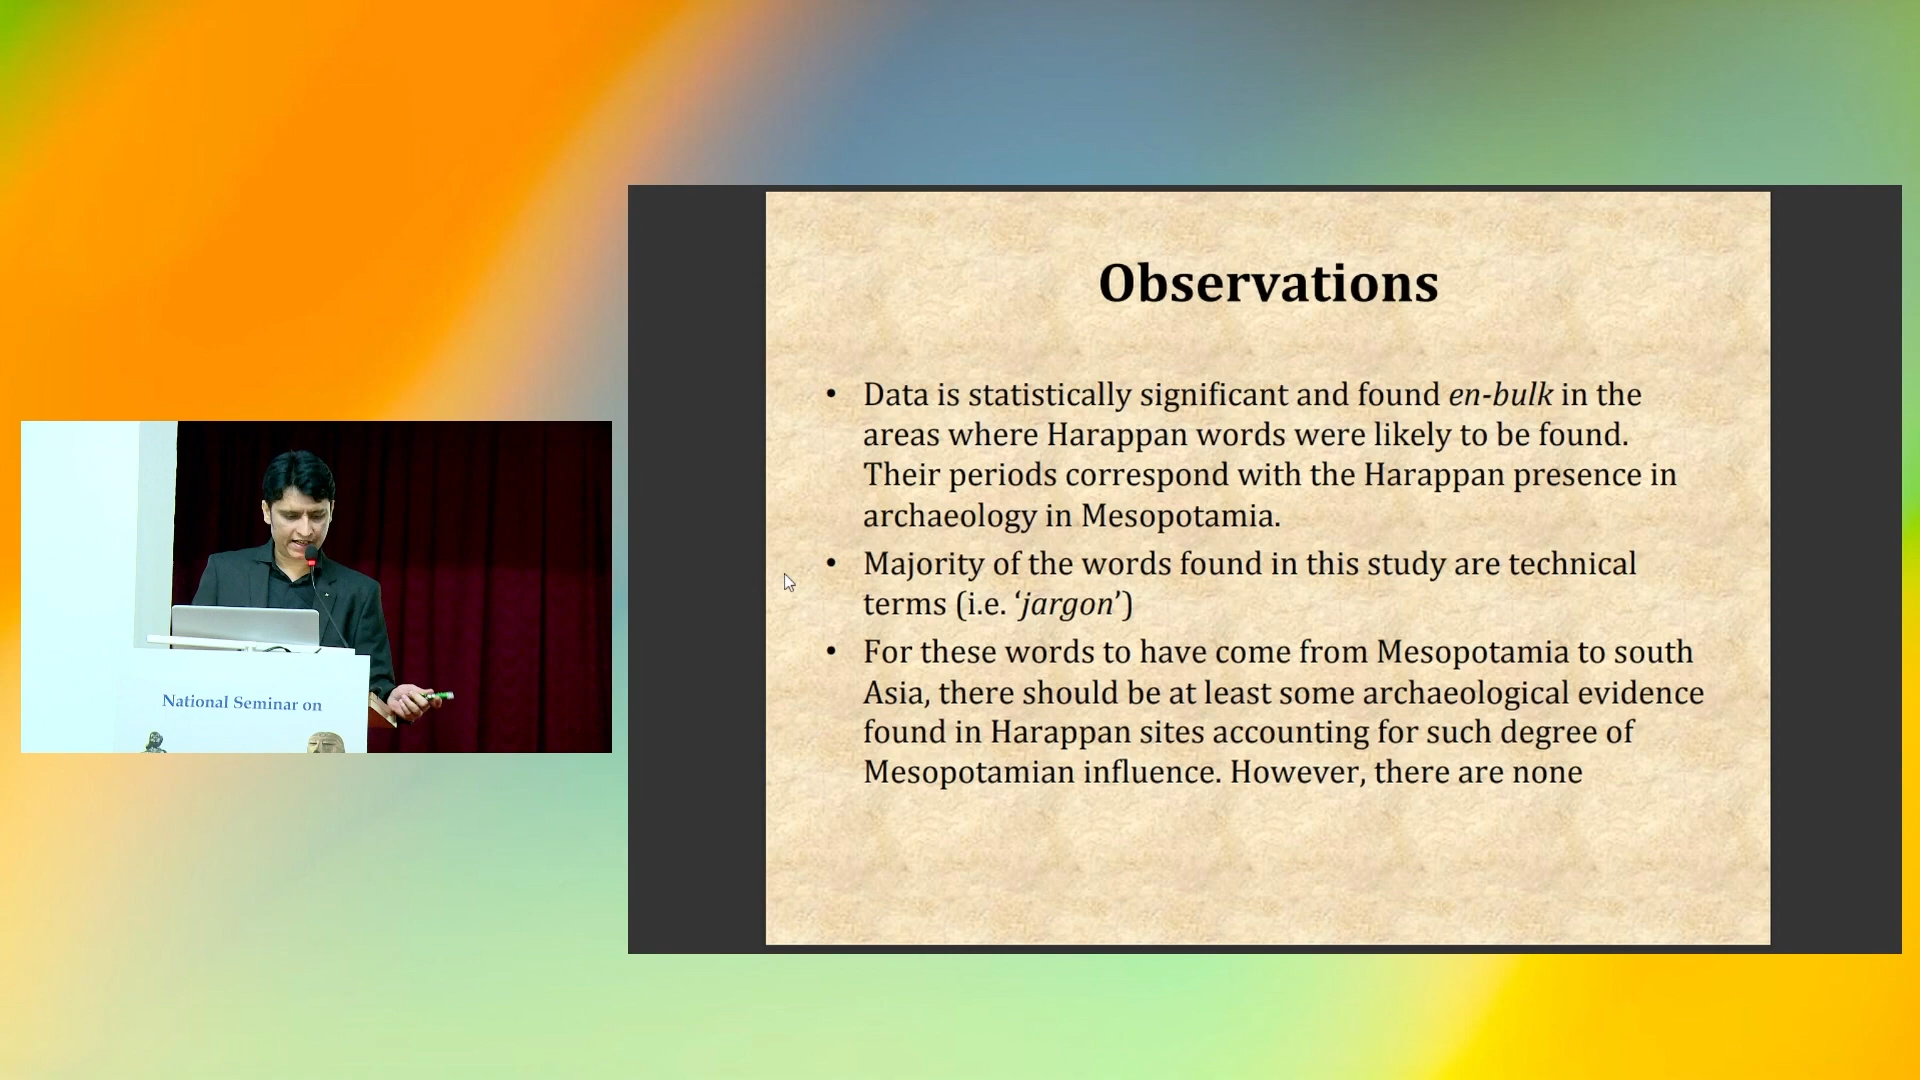 Observations
• Data is statistically significant and found en-bulk in the
areas where Harappan words were likely to be found.
Their periods correspond with the Harappan presence in
archaeology in Mesopotamia.
• Majority of the words found in this study are technical
terms (i.e. ‘jargon’)
• For these words to have come from Mesopotamia to south
Asia, there should be at least some archaeological evidence
found in Harappan sites accounting for such degree of
Mesopotamian influence. However, there are none
National Seminar on